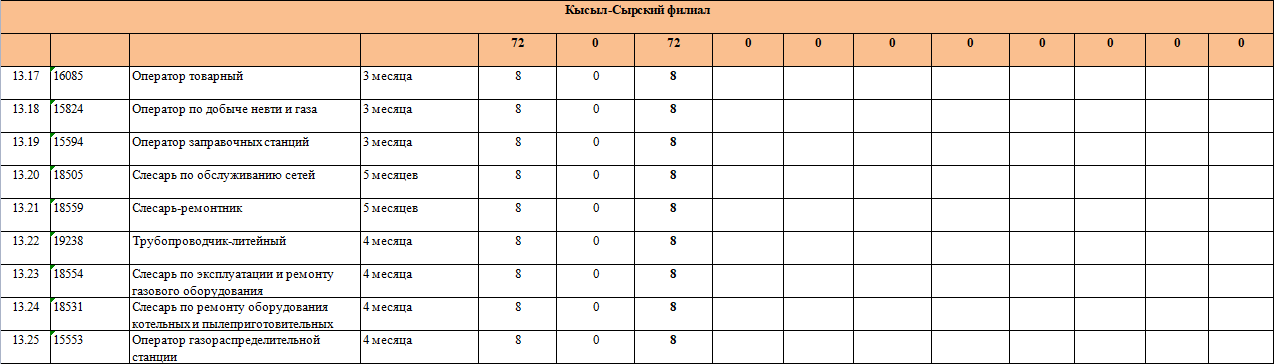 Кысыл-Сырский филиал
72 0 72 0 0 0 0 0 0 0 0
13.17 16085 Оператор товарный 3 месяца 8 0 8
13.18 15824 Оператор по добыче невти и газа 3 месяца 8 0 8
13.19 15594 Оператор заправочных станций 3 месяца 8 0 8
13.20 18505 Слесарь по обслуживанию сетей 5 месяцев 8 0 8
13.21 18559 Слесарь-ремонтник 5 месяцев 8 0 8
13.22 19238 Трубопроводчик-литейный 4 месяца 8 0 8
13.23 18554 Слесарь по эксплуатации и ремонту 4 месяца 8 0 8
газового оборудования
13.24 18531 Слесарь по ремонту оборудования 4 месяца 8 0 8
котельных и пылеприготовительных
13.25 15553 Оператор газораспределительной 4 месяца 8 0 8
станции